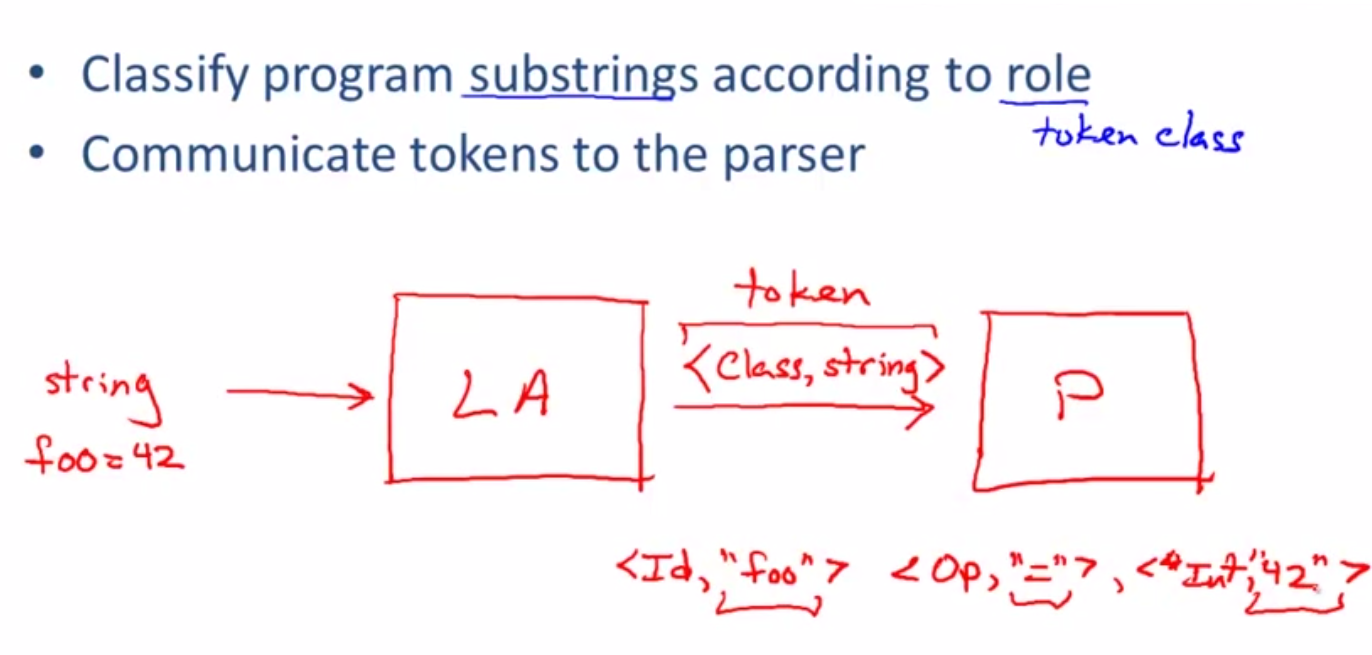 • Classify program substrings according to role
token class
• Communicate tokens to the parser
token
<Class, string>
string
foo=42
LA
P
<Id, "foo"> <Op, "=">, <Int, "42">